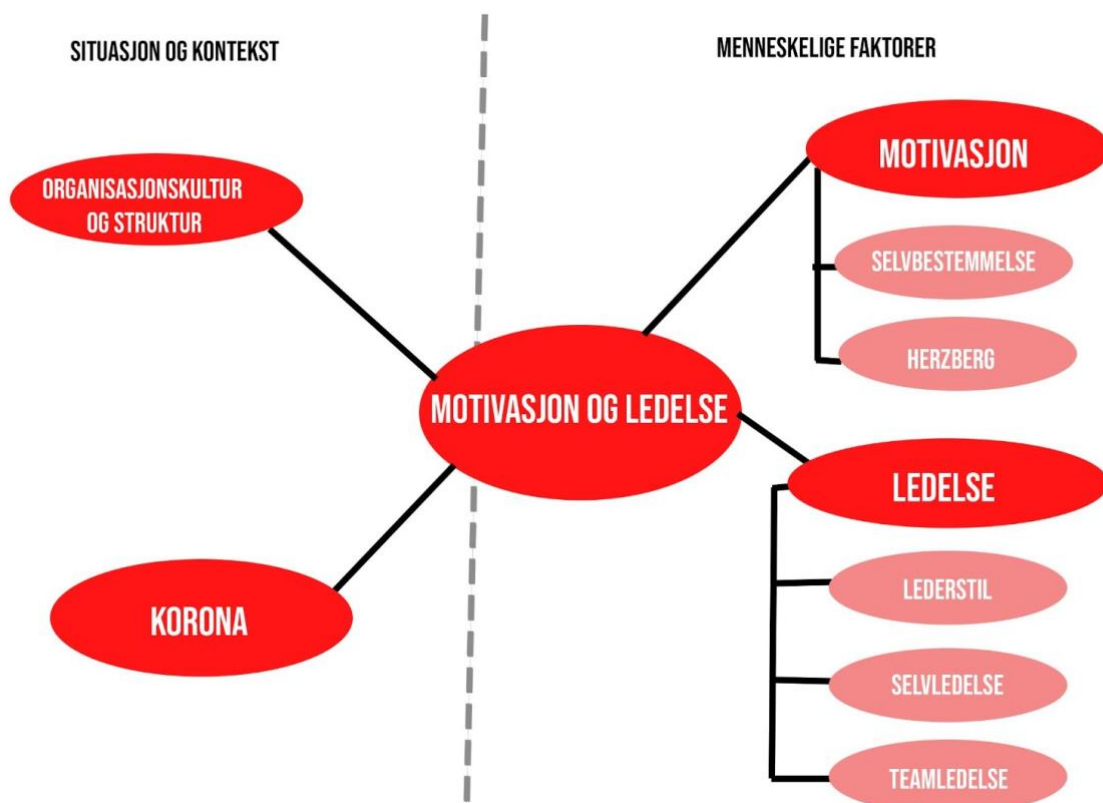 SITUASJON OG KONTEKST
ORGANISASJONSKULTUR
OG STRUKTUR
KORONA
MOTIVASJON OG LEDELSE
MENNESKELIGE FAKTORER
MOTIVASJON
SELVBESTEMMELSE
HERZBERG
LEDELSE
LEDERSTIL
SELVLEDELSE
TEAMLEDELSE